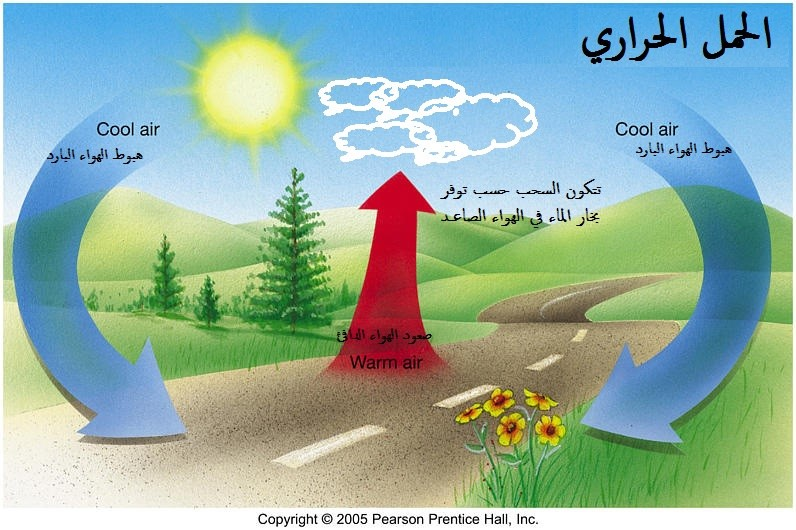 الحمل الحراري
Cool air
هبوط الهواء البارد
Cool air
هبوط الهواء البارد
تتكون السحب حسب توفر
بخار الماء في الهواء الصاعد
صعود الهواء الدافئ
Warm air
Copyright © 2005 Pearson Prentice Hall, Inc.